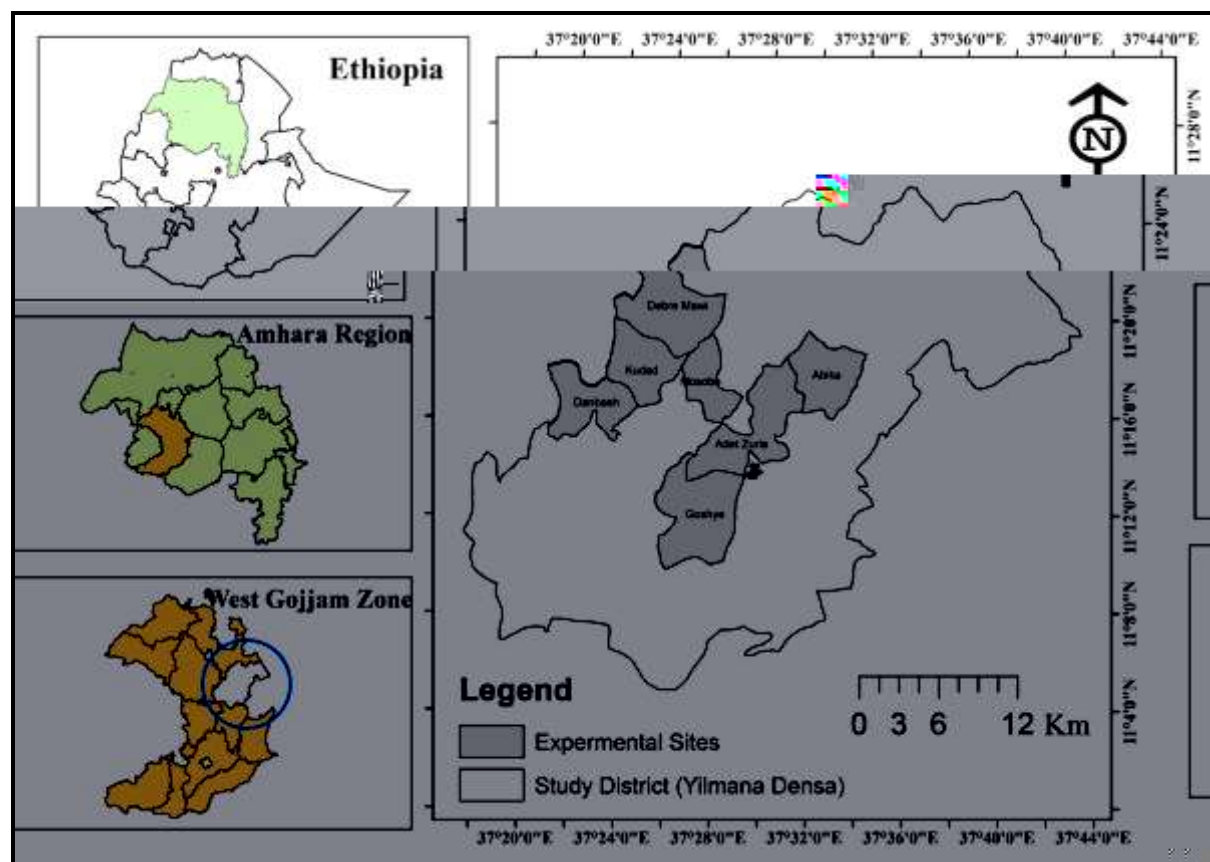 37°20'0"E 37°24'0"E 37°28'0"E 37°32'0"E 37°36'0"E 37°40'0"E 37°44'0"E
Ethiopia
N
11°28'0"N
11°24'0"N
Debre Mawi
11°20'0"N
Amhara Region
Kudad
Abika
Danbash
11°16'0"N
Adet Zuria
Goshye
11°12'0"N
West Gojjam Zone
11°8'0"N
Legend
11°4'0"N
0 3 6 12 Km
Expermental Sites
Study District (Yilmana Densa)
37°20'0"E 37°24'0"E 37°28'0"E 37°32'0"E 37°36'0"E 37°40'0"E 37°44'0"E